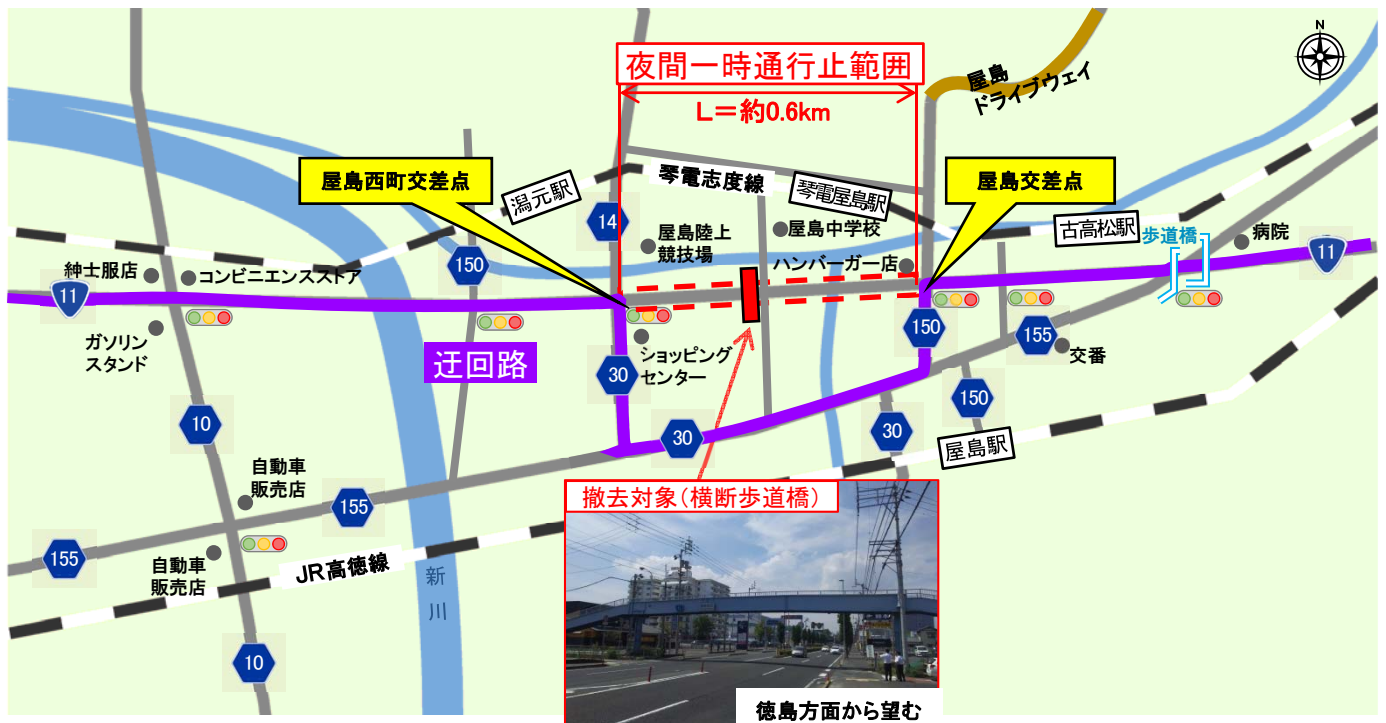 N
夜間一時通行止範囲
L=約0.6km
屋島
ドライブウェイ
屋島西町交差点
潟元駅
琴電志度線
琴電屋島駅
屋島交差点
14
屋島陸上
競技場
屋島中学校
古高松駅
歩道橋
病院
150
紳士服店
コンビニエンスストア
ハンバーガー店
11
11
ガソリン
スタンド
迂回路
30
ショッピング
センター
150
155
交番
150
10
30
30
屋島駅
自動車
販売店
155
155
自動車
販売店
JR高徳線
新
川
10
撤去対象(横断歩道橋)
徳島方面から望む